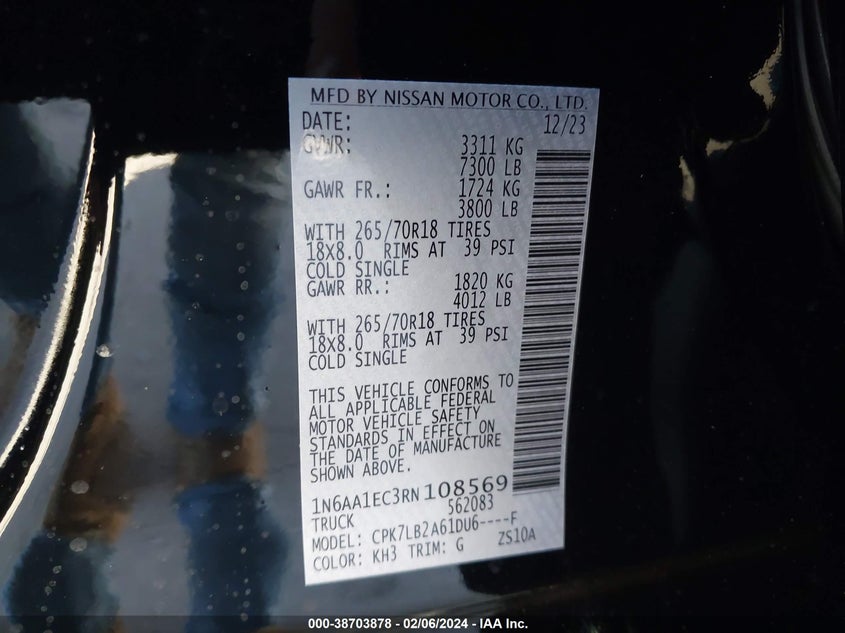 MFD BY NISSAN MOTOR CO., LTD.
DATE: 12/23
GVWR: 3311 KG
7300 LB
GAWR FR.: 1724 KG
3800 LB
WITH 265/70R18 TIRES
18X8.0 RIMS AT 39 PSI
COLD SINGLE
GAWR RR.: 1820 KG
4012 LB
WITH 265/70R18 TIRES
18X8.0 RIMS AT 39 PSI
COLD SINGLE
THIS VEHICLE CONFORMS TO
ALL APPLICABLE FEDERAL
MOTOR VEHICLE SAFETY
STANDARDS IN EFFECT ON
THE DATE OF MANUFACTURE
SHOWN ABOVE.
1N6AA1EC3RN108569
TRUCK 562083
MODEL: CPK7LB2A61DU6----F
COLOR: KH3 TRIM: G ZS10A
000-38703878 - 02/06/2024 - IAA Inc.